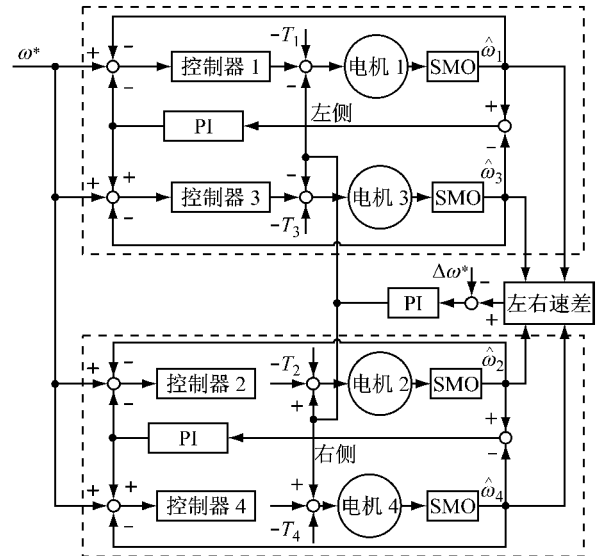 ω*
+
−
−
控制器 1
−T₁
−
电机 1
SMO
ω̂₁
PI
左侧
+
−
+
+
−
控制器 3
−
−T₃
电机 3
SMO
ω̂₃
Δω*
−
+
PI
左右速差
+
−
−
控制器 2
−T₂
+
电机 2
SMO
ω̂₂
PI
右侧
+
−
+
+
−
控制器 4
+
−T₄
电机 4
SMO
ω̂₄